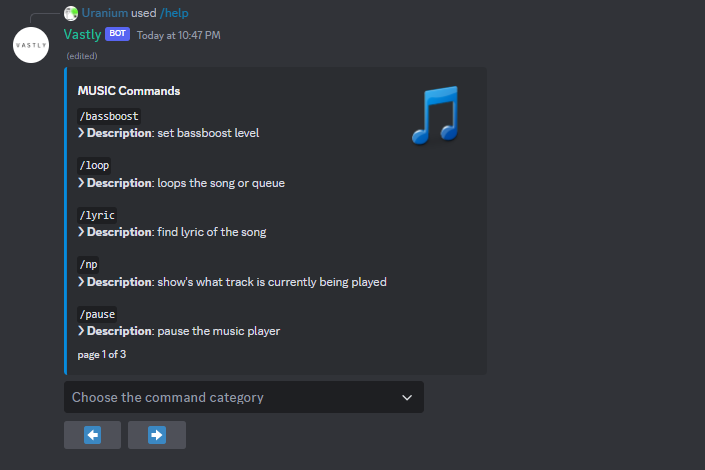 Uranium used /help
VASTLY
Vastly BOT Today at 10:47 PM
(edited)
MUSIC Commands
/bassboost
❯ Description: set bassboost level
/loop
❯ Description: loops the song or queue
/lyric
❯ Description: find lyric of the song
/np
❯ Description: show's what track is currently being played
/pause
❯ Description: pause the music player
page 1 of 3
Choose the command category